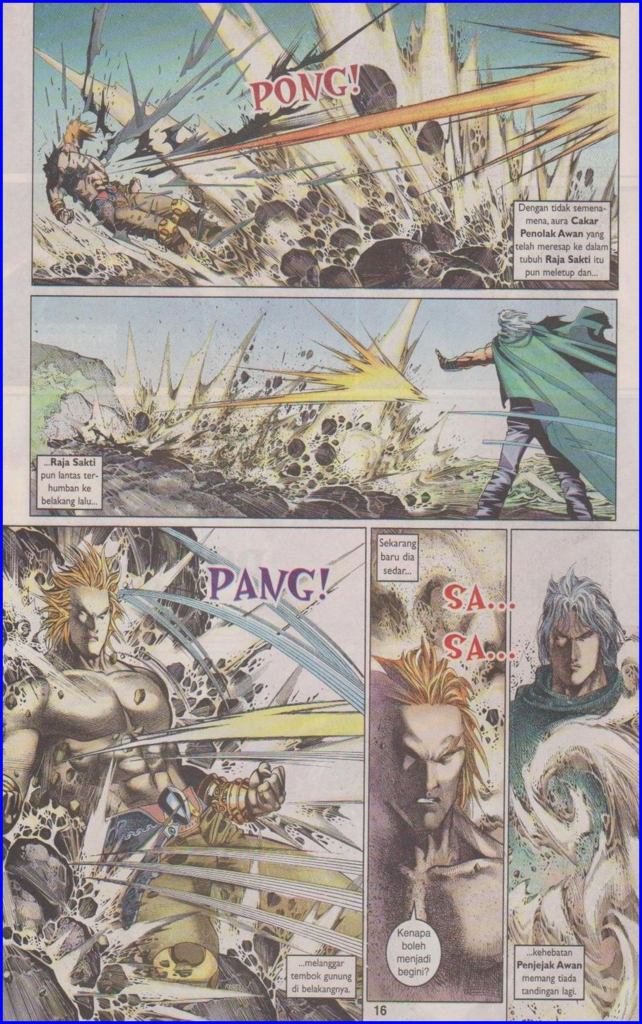 PONG!
Dengan tidak semena-
mena, aura Cakar
Penolak Awan yang
telah meresap ke dalam
tubuh Raja Sakti itu
pun meletup dan...
...Raja Sakti
pun lantas ter-
humban ke
belakang lalu...
PANG!
...melanggar
tembok gunung
di belakangnya.
Sekarang
baru dia
sedar...
SA...
SA...
Kenapa
boleh
menjadi
begini?
...kehebatan
Penjejak Awan
memang tiada
tandingan lagi.
16